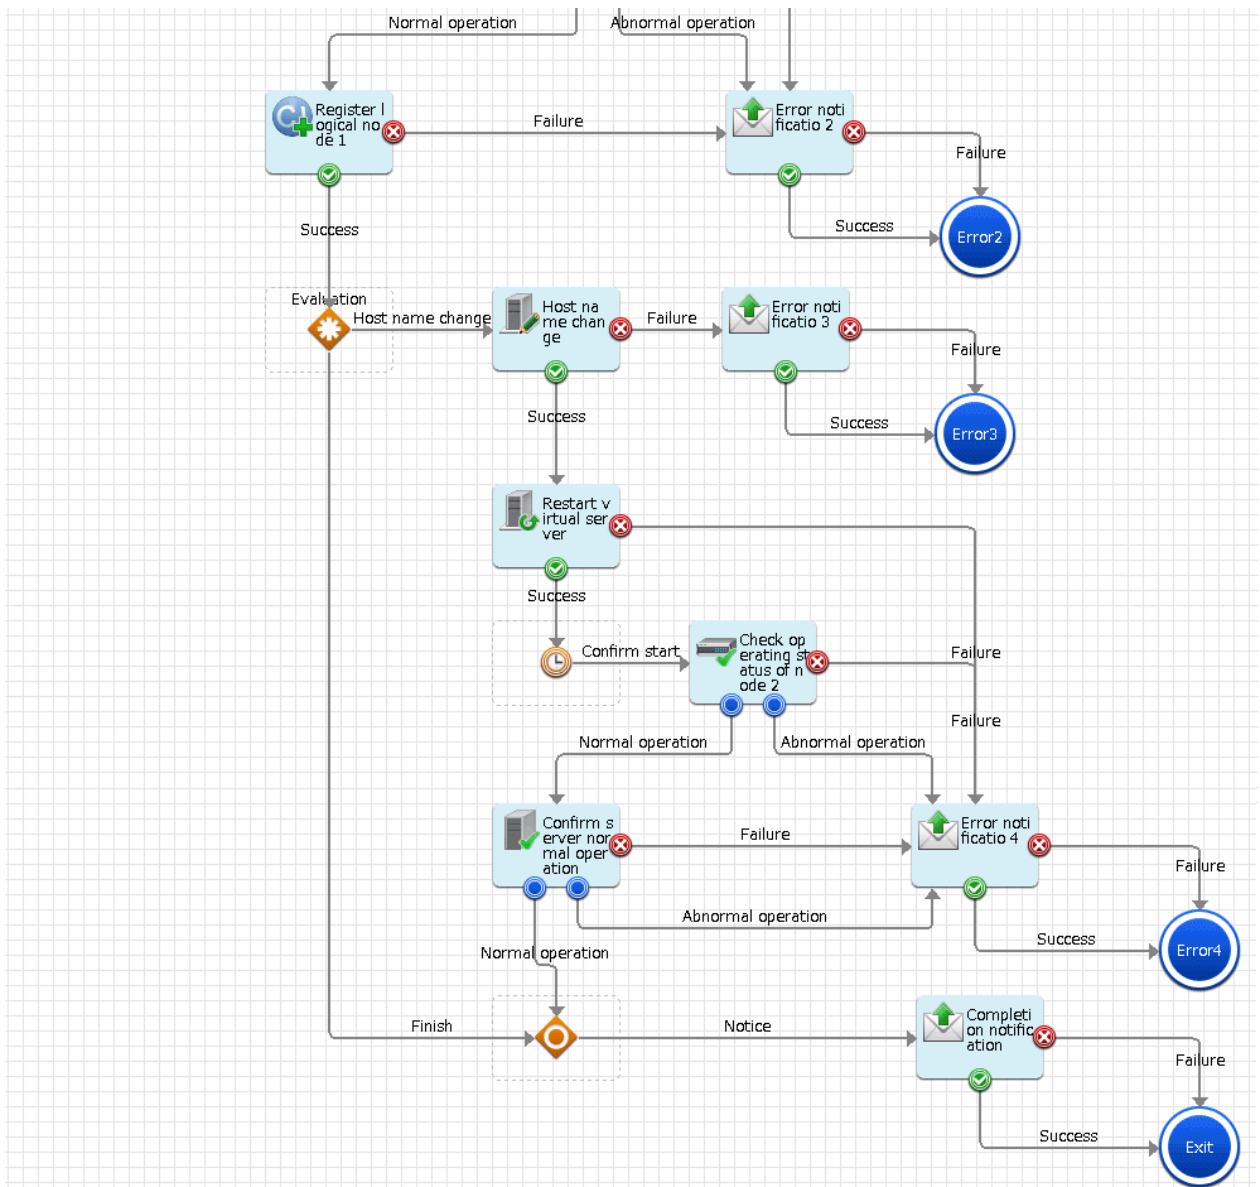 Normal operation
Abnormal operation
Register l
ogical no
de 1
Failure
Error noti
ficatio 2
Failure
Success
Success
Error2
Evaluation
Host name change
Host na
me chan
ge
Failure
Error noti
ficatio 3
Failure
Success
Success
Error3
Restart v
irtual ser
ver
Success
Confirm start
Check op
erating st
atus of n
ode 2
Failure
Failure
Normal operation
Abnormal operation
Confirm s
erver nor
mal oper
ation
Failure
Error noti
ficatio 4
Failure
Abnormal operation
Normal operation
Success
Error4
Finish
Notice
Completi
on notific
ation
Failure
Success
Exit